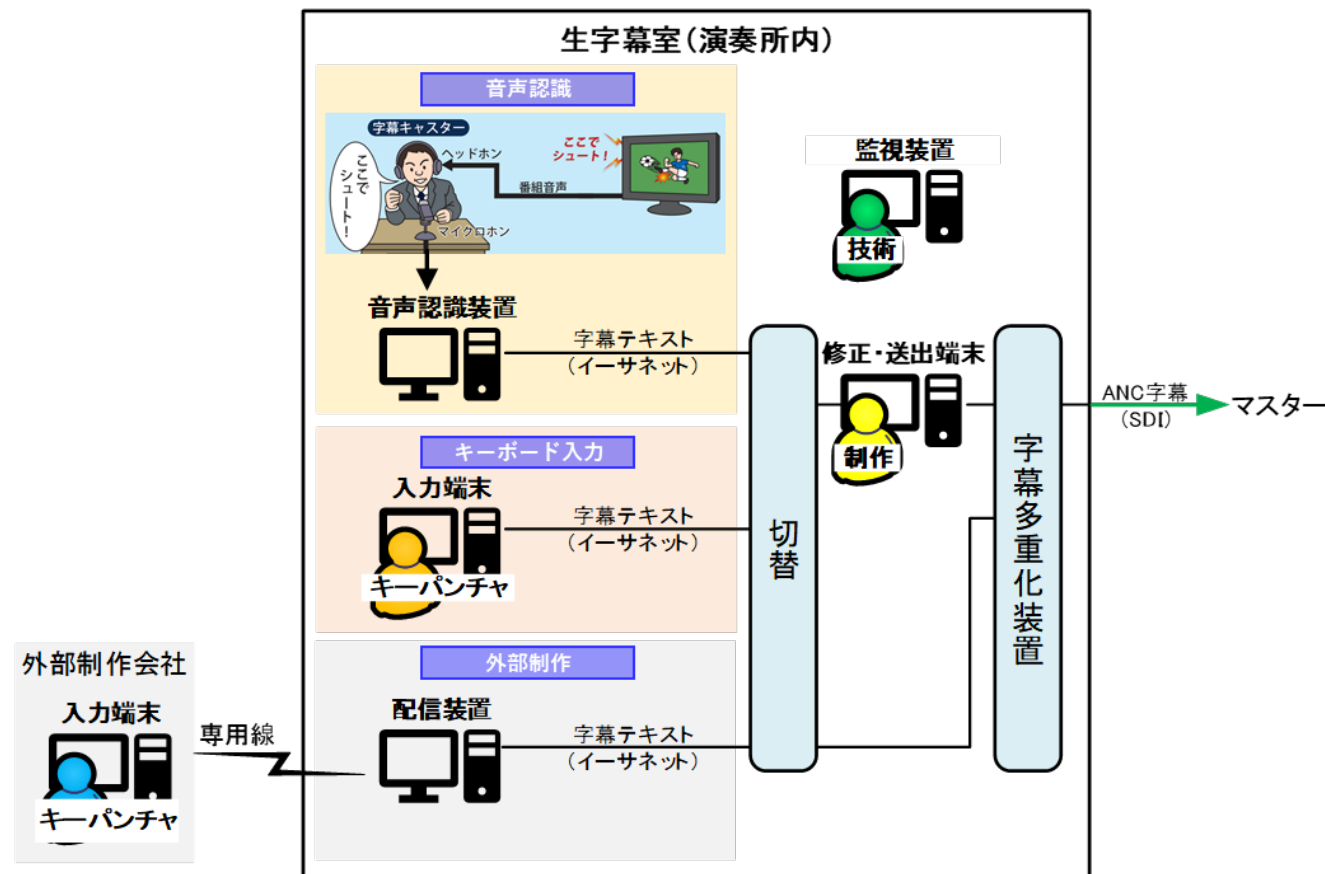 生字幕室（演奏所内）
音声認識
字幕キャスター
ヘッドホン
ここで
シュート！
ここで
シュート！
番組音声
マイクロホン
音声認識装置
字幕テキスト
（イーサネット）
監視装置
技術
修正・送出端末
制作
ANC字幕
（SDI）
マスター
キーボード入力
入力端末
字幕テキスト
（イーサネット）
キーパンチャ
切替
字幕多重化装置
外部制作会社
入力端末
専用線
キーパンチャ
外部制作
配信装置
字幕テキスト
（イーサネット）